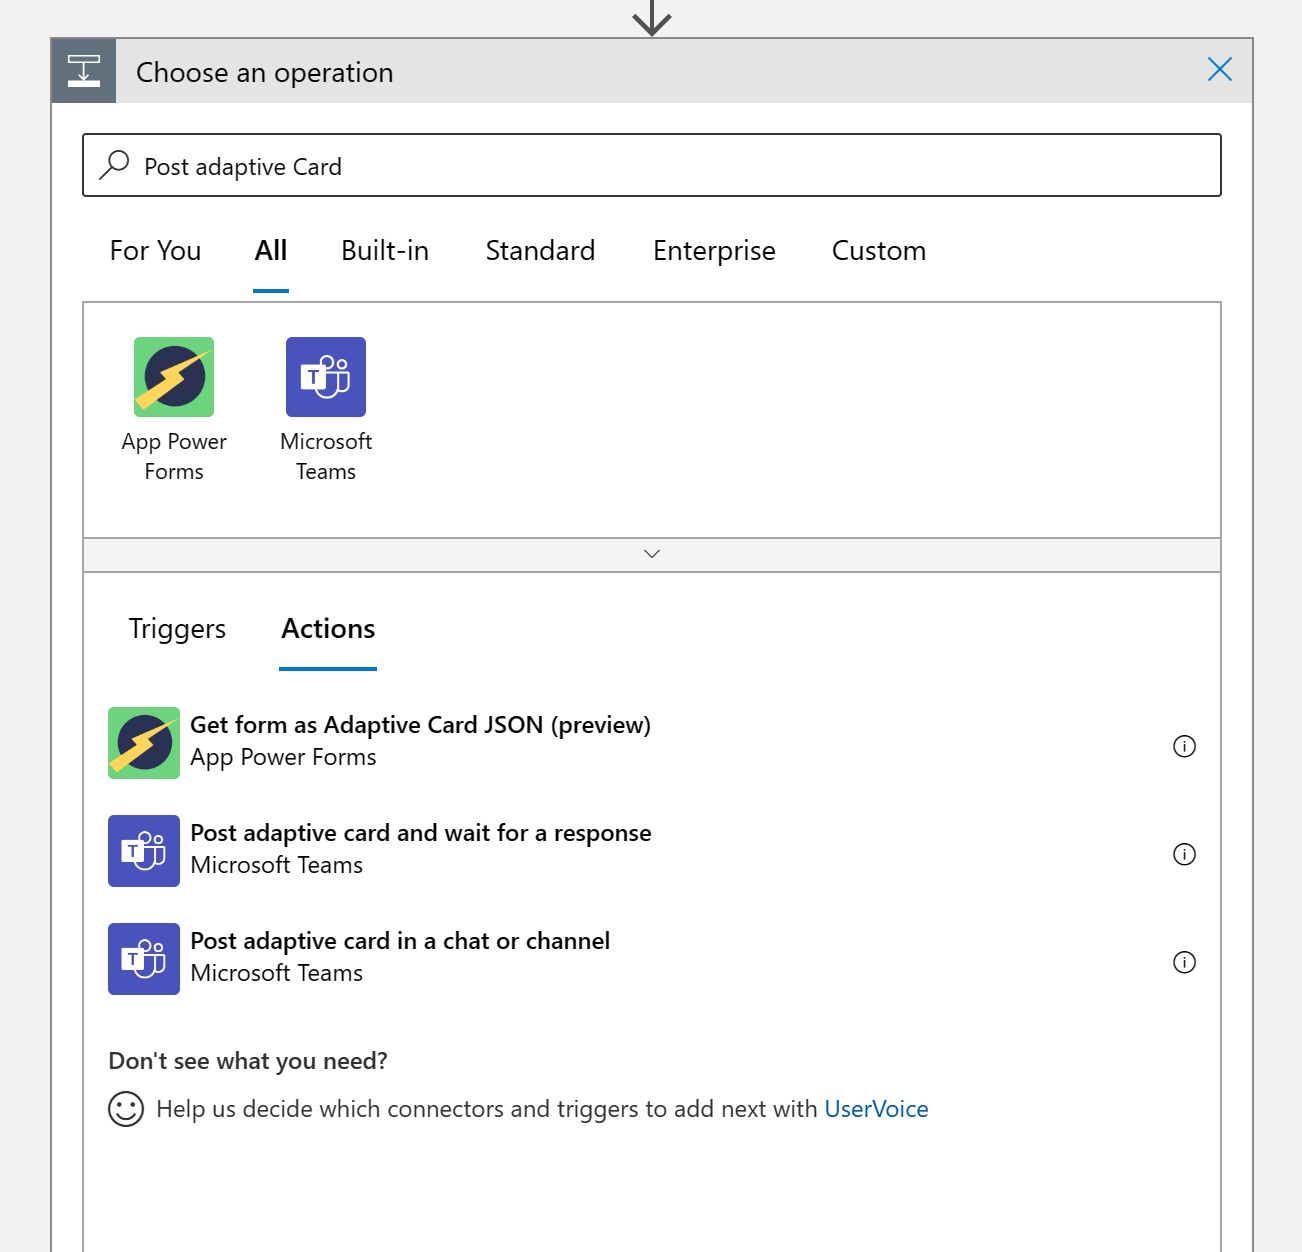 Choose an operation
Post adaptive Card
For You All Built-in Standard Enterprise Custom
App Power
Forms
Microsoft
Teams
Triggers Actions
Get form as Adaptive Card JSON (preview)
App Power Forms
Post adaptive card and wait for a response
Microsoft Teams
Post adaptive card in a chat or channel
Microsoft Teams
Don't see what you need?
Help us decide which connectors and triggers to add next with UserVoice